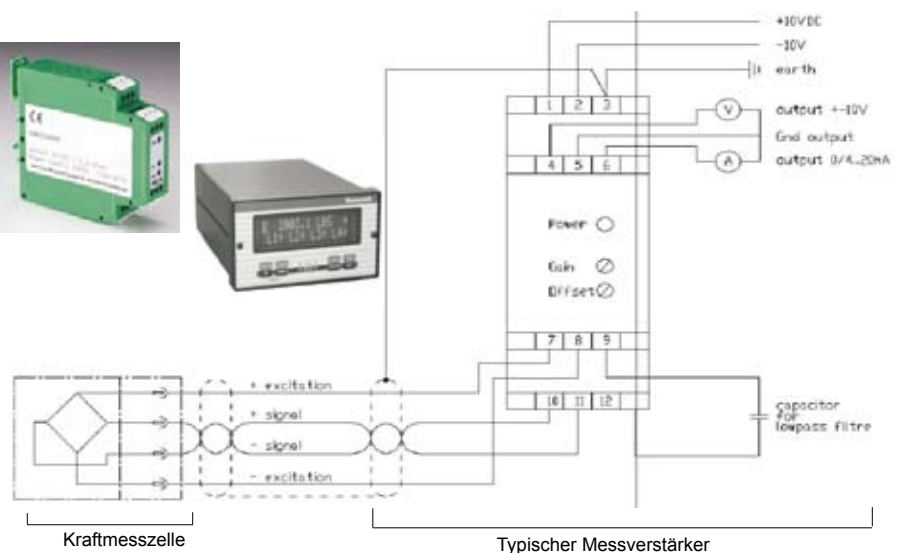 +10VDC
-10V
earth
1 2 3
V
output +-10V
Gnd output
4 5 6
A
output 0/4..20mA
CE
Power
Gain
Offset
7 8 9
+ excitation
10 11 12
+ signal
capacitor
for
lowpass filtre
- signal
- excitation
Kraftmesszelle
Typischer Messverstärker